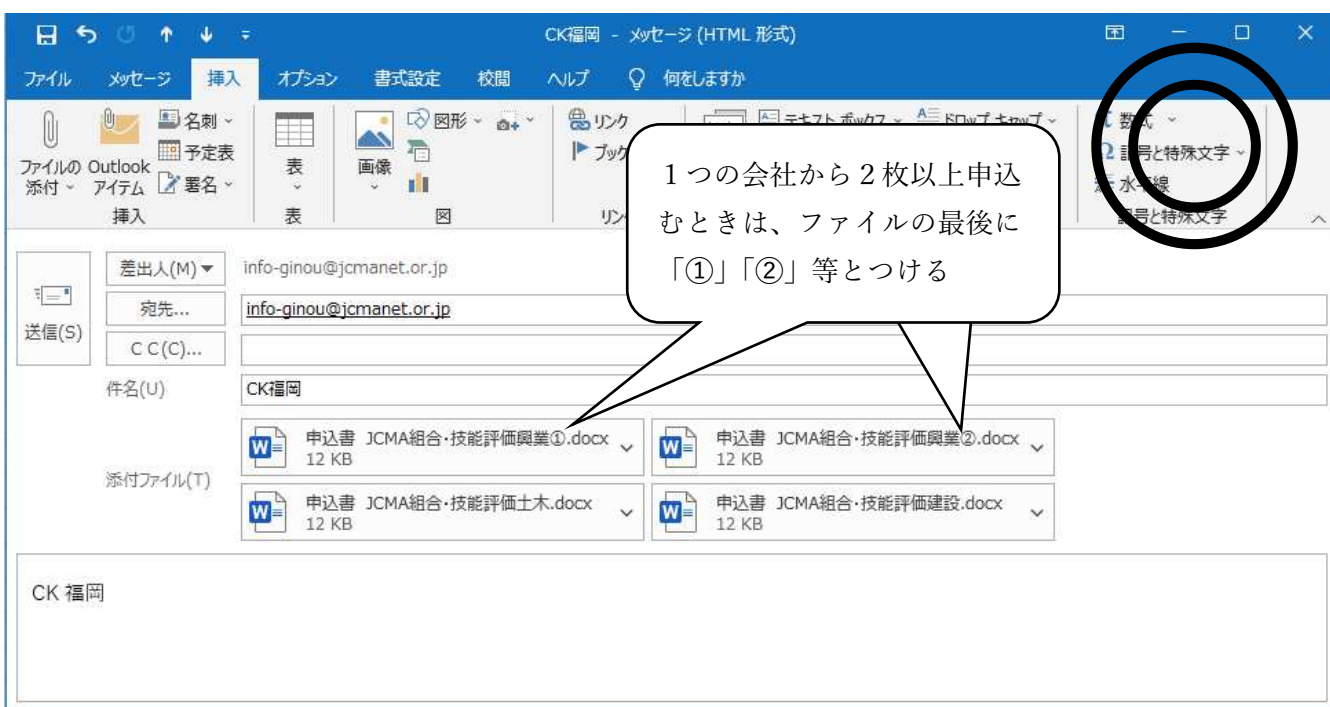 CK福岡 - メッセージ (HTML 形式)
ファイル メッセージ 挿入 オプション 書式設定 校閲 ヘルプ 何をしますか
ファイルの添付
Outlook アイテム
名刺
予定表
署名
挿入
表
表
画像
図形
図
リンク
数式
記号と特殊文字
水平線
記号と特殊文字
１つの会社から２枚以上申込
むときは、ファイルの最後に
「①」「②」等とつける
送信(S)
差出人(M) info-ginou@jcmanet.or.jp
宛先... info-ginou@jcmanet.or.jp
C C(C)...
件名(U) CK福岡
添付ファイル(T)
申込書 JCMA組合･技能評価興業①.docx
12 KB
申込書 JCMA組合･技能評価興業②.docx
12 KB
申込書 JCMA組合･技能評価土木.docx
12 KB
申込書 JCMA組合･技能評価建設.docx
12 KB
CK 福岡